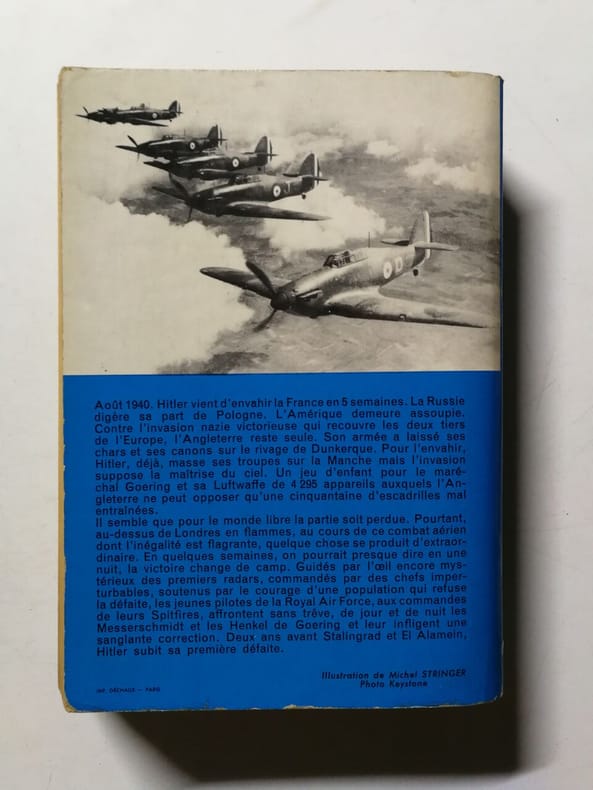 Août 1940. Hitler vient d'envahir la France en 5 semaines. La Russie
digère sa part de Pologne. L'Amérique demeure assoupie.
Contre l'invasion nazie victorieuse qui recouvre les deux tiers
de l'Europe, l'Angleterre reste seule. Son armée a laissé ses
chars et ses canons sur le rivage de Dunkerque. Pour l'envahir,
Hitler, déjà, masse ses troupes sur la Manche mais l'invasion
suppose la maîtrise du ciel. Un jeu d'enfant pour le maré-
chal Goering et sa Luftwaffe de 4 295 appareils auxquels l'An-
gleterre ne peut opposer qu'une cinquantaine d'escadrilles mal
entraînées.
Il semble que pour le monde libre la partie soit perdue. Pourtant,
au-dessus de Londres en flammes, au cours de ce combat aérien
dont l'inégalité est flagrante, quelque chose se produit d'extraor-
dinaire. En quelques semaines, on pourrait presque dire en une
nuit, la victoire change de camp. Guidés par l'œil encore mys-
térieux des premiers radars, commandés par des chefs imper-
turbables, soutenus par le courage d'une population qui refuse
la défaite, les jeunes pilotes de la Royal Air Force, aux commandes
de leurs Spitfires, affrontent sans trêve, de jour et de nuit les
Messerschmidt et les Henkel de Goering et leur infligent une
sanglante correction. Deux ans avant Stalingrad et El Alamein,
Hitler subit sa première défaite.
Illustration de Michel STRINGER
Photo Keystone
IMP. DÉCHAUX — PARIS